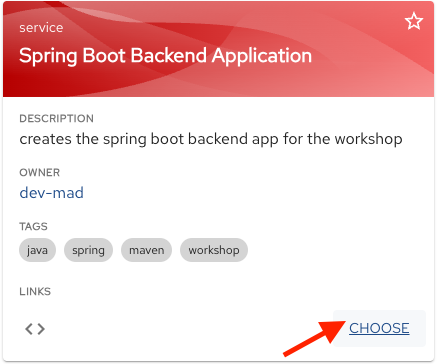 service
Spring Boot Backend Application
DESCRIPTION
creates the spring boot backend app for the workshop
OWNER
dev-mad
TAGS
java spring maven workshop
LINKS
CHOOSE